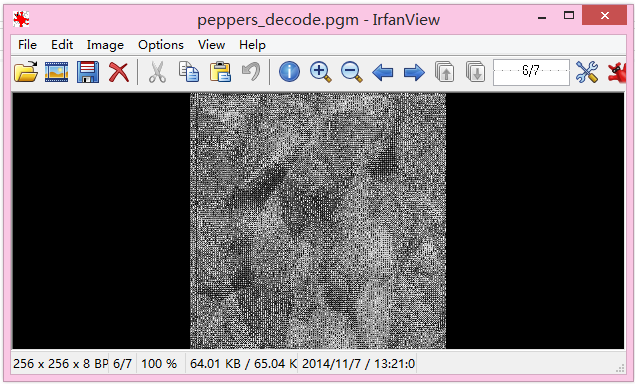 peppers_decode.pgm - IrfanView
File Edit Image Options View Help
6/7
256 x 256 x 8 BP 6/7 100 % 64.01 KB / 65.04 K 2014/11/7 / 13:21:0